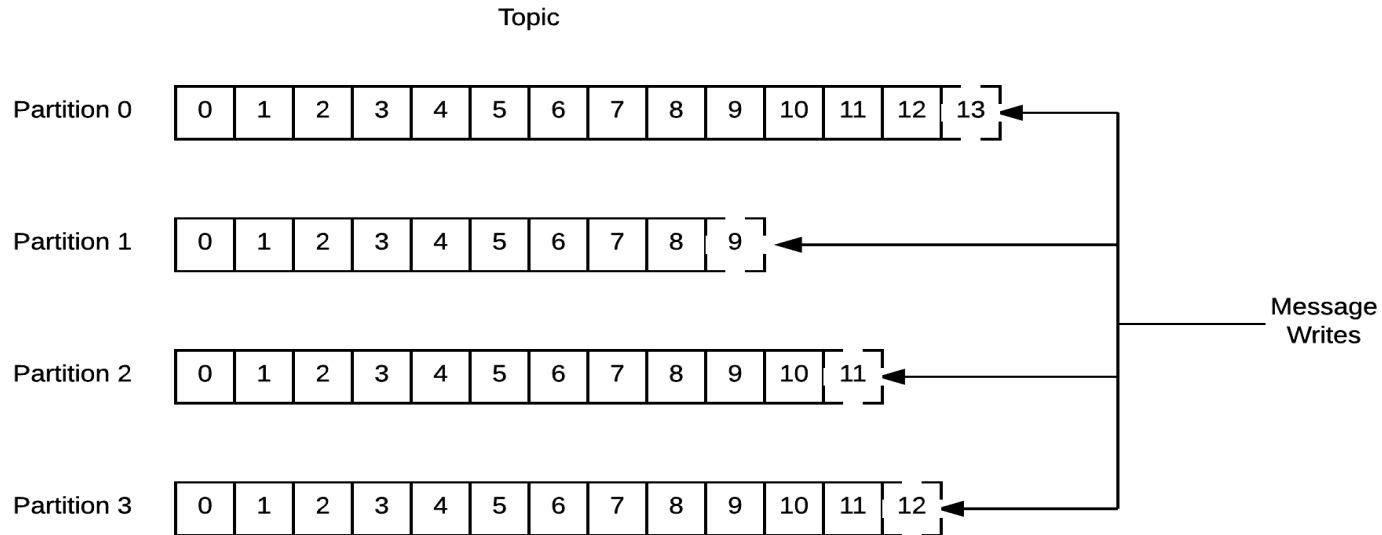 Topic
Partition 0 0 1 2 3 4 5 6 7 8 9 10 11 12 13
Partition 1 0 1 2 3 4 5 6 7 8 9
Message
Writes
Partition 2 0 1 2 3 4 5 6 7 8 9 10 11
Partition 3 0 1 2 3 4 5 6 7 8 9 10 11 12